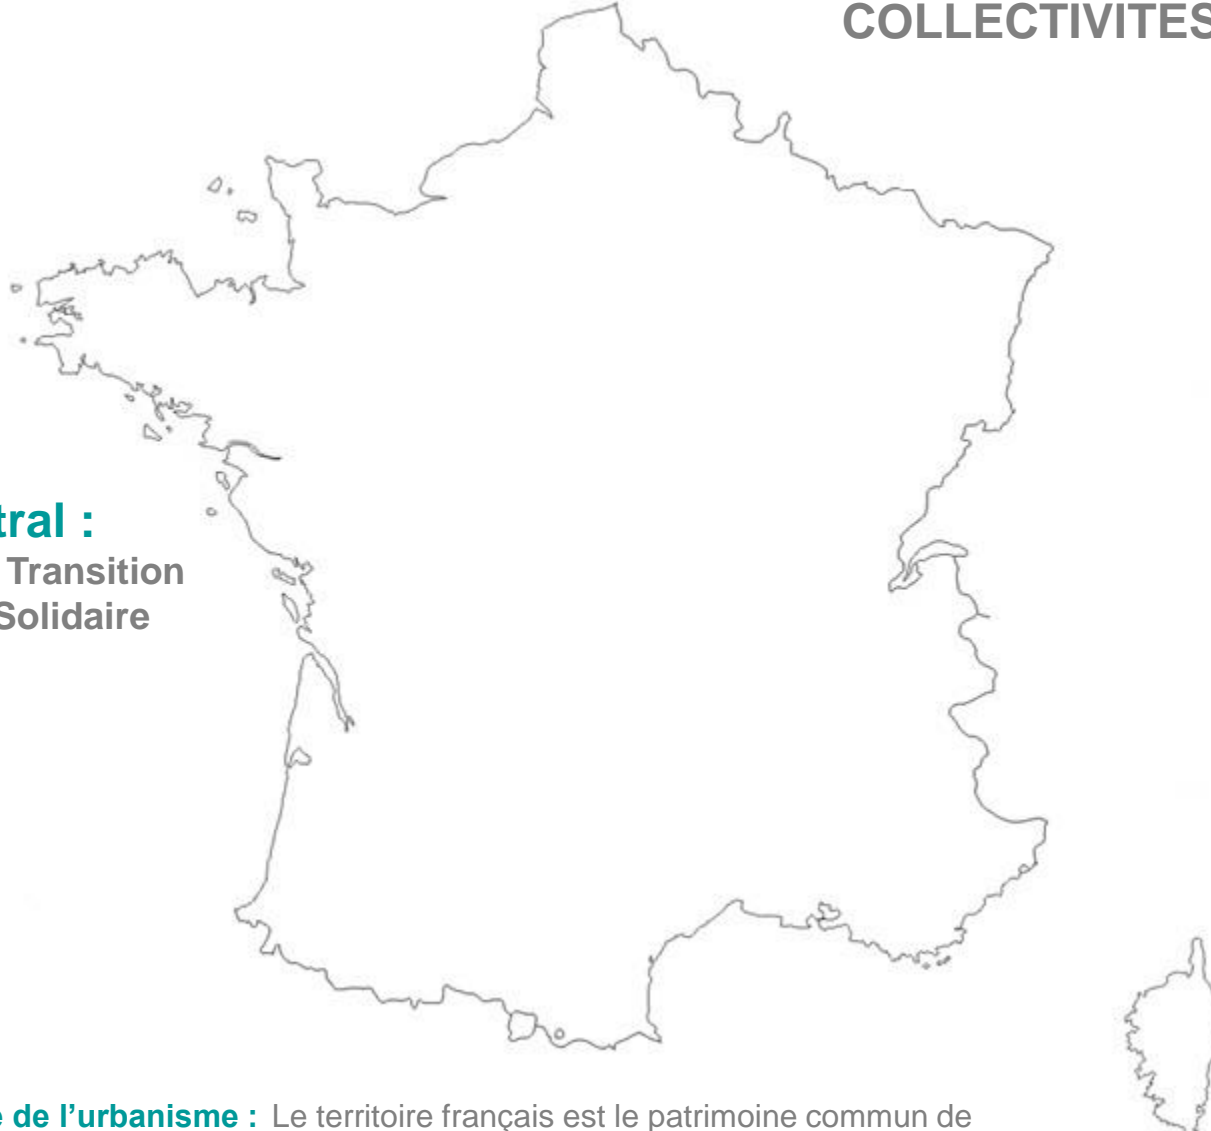 COLLECTIVITES
tral :
Transition
Solidaire
e de l’urbanisme : Le territoire français est le patrimoine commun de